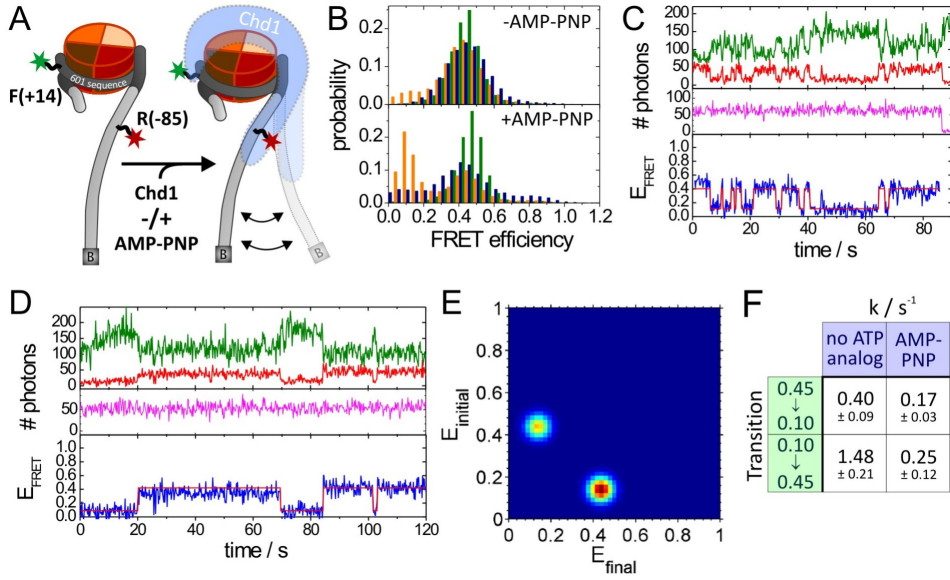 A
Chd1
601 sequence
F(+14)
R(-85)
Chd1
-/+
AMP-PNP
B
B
B
-AMP-PNP
+AMP-PNP
probability
0.2
0.1
0.0
0.2
0.1
0.0
0.0 0.2 0.4 0.6 0.8 1.0 1.2
FRET efficiency
C
# photons
200
150
100
50
0
100
50
0
E_FRET
1.0
0.8
0.6
0.4
0.2
0.0
0 20 40 60 80
time / s
D
# photons
200
150
100
50
0
50
0
E_FRET
1.0
0.8
0.6
0.4
0.2
0.0
0 20 40 60 80 100 120
time / s
E
E_initial
1
0.8
0.6
0.4
0.2
0
0 0.2 0.4 0.6 0.8 1
E_final
F
k / s⁻¹
no ATP analog
AMP-PNP
Transition
0.45 ↓ 0.10
0.40 ± 0.09
0.17 ± 0.03
0.10 ↓ 0.45
1.48 ± 0.21
0.25 ± 0.12